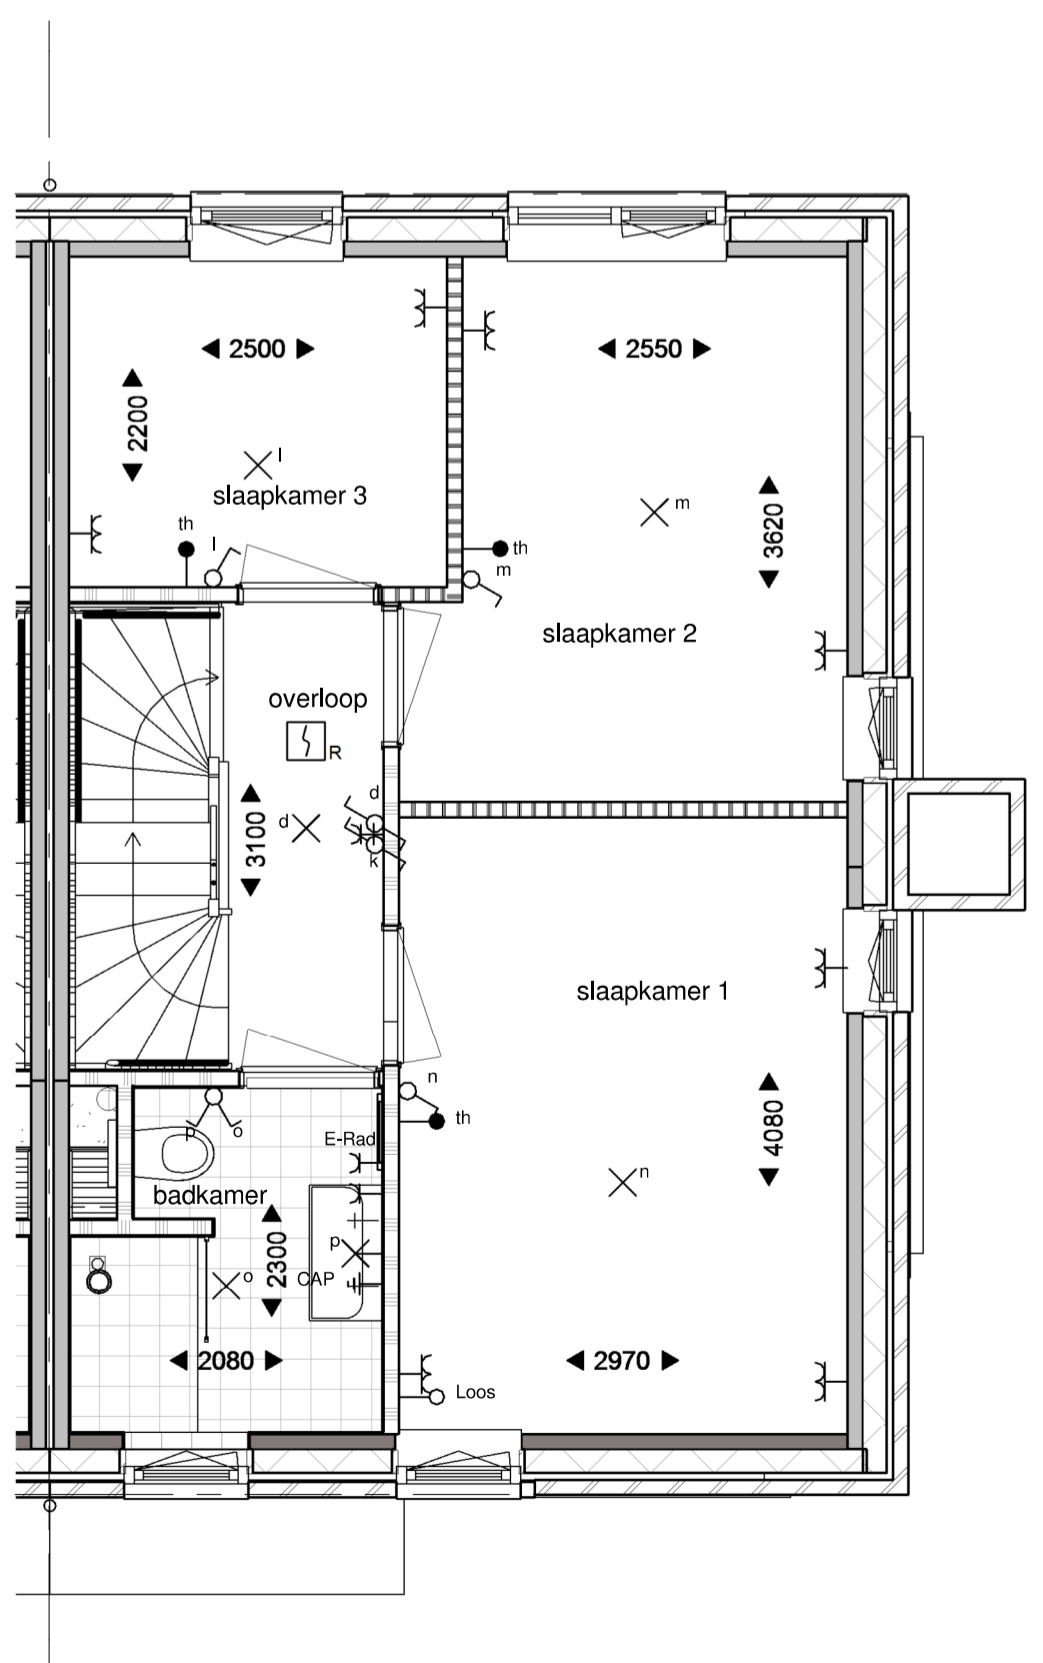 2500
2550
2200
l
slaapkamer 3
m
3620
th
l
th
m
slaapkamer 2
overloop
R
d
d
3100
k
slaapkamer 1
n
th
4080
p
o
E-Rad
n
badkamer
2300
p
o
CAP
2080
2970
Loos